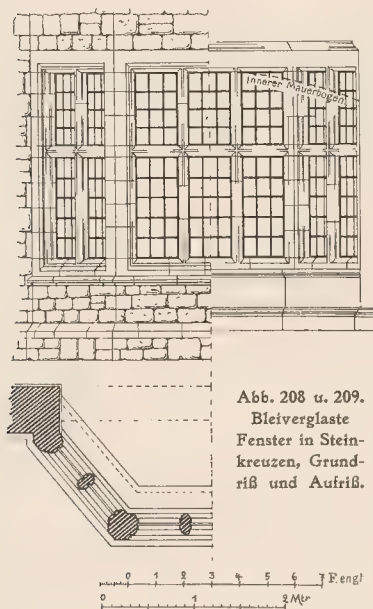 Innerer Mauerbogen
Abb. 208 u. 209.
Bleiverglaste
Fenster in Stein-
kreuzen, Grund-
riß und Aufriß.
0 1 2 3 4 5 6 7 F. engl
0 1 2 Mtr